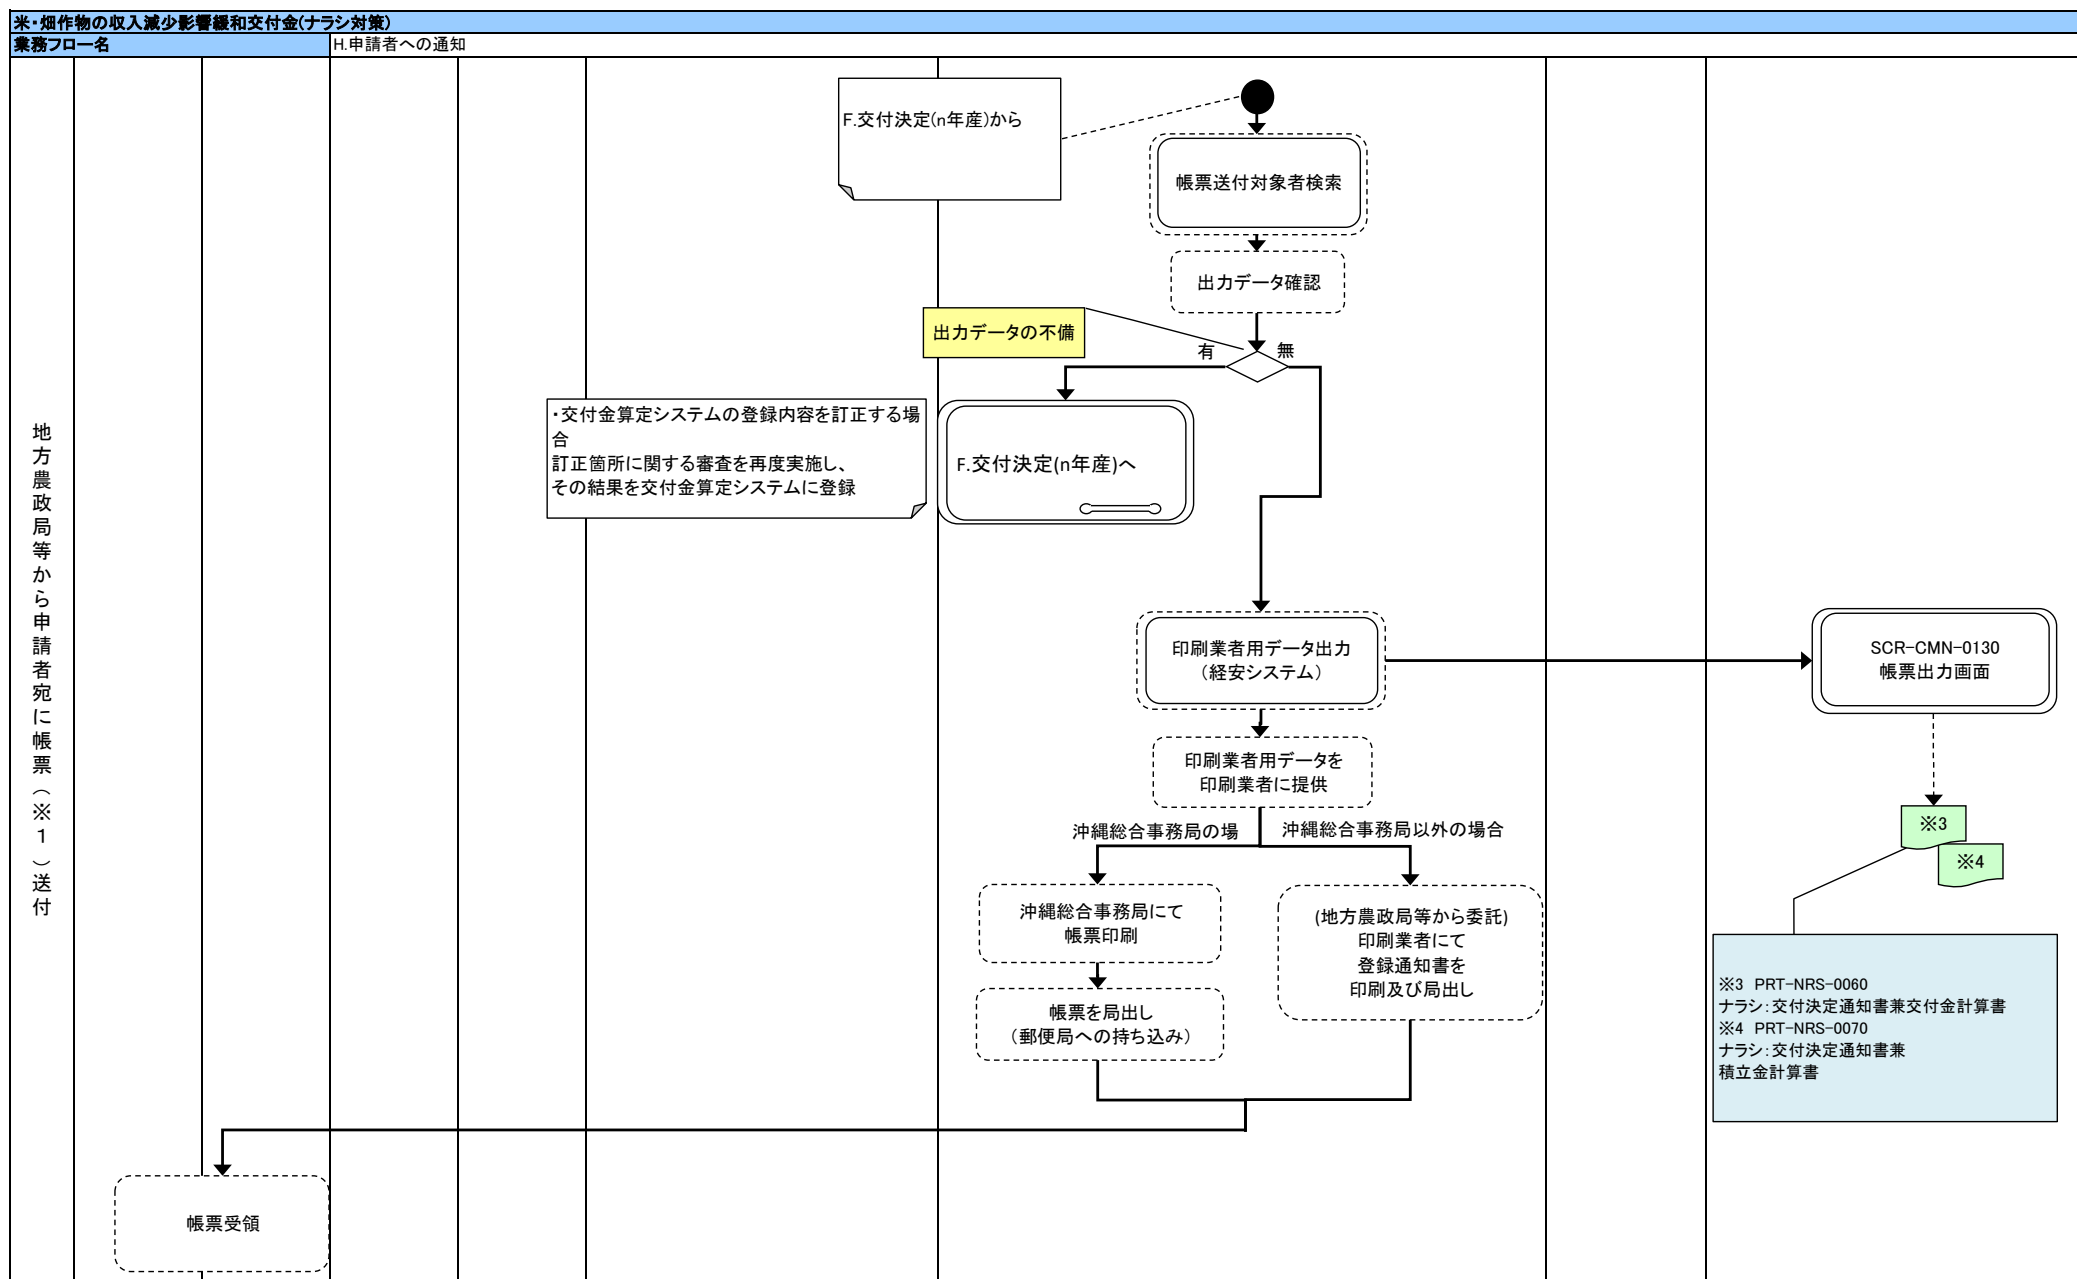 米・畑作物の収入減少影響緩和交付金(ナラシ対策)
業務フロー名
H.申請者への通知
地方農政局等から申請者宛に帳票（※１）送付
F.交付決定(n年産)から
帳票送付対象者検索
出力データ確認
出力データの不備
有
無
・交付金算定システムの登録内容を訂正する場
合
訂正箇所に関する審査を再度実施し、
その結果を交付金算定システムに登録
F.交付決定(n年産)へ
印刷業者用データ出力
（経安システム）
SCR-CMN-0130
帳票出力画面
印刷業者用データを
印刷業者に提供
沖縄総合事務局の場
沖縄総合事務局以外の場合
※3
※4
沖縄総合事務局にて
帳票印刷
(地方農政局等から委託)
印刷業者にて
登録通知書を
印刷及び局出し
帳票を局出し
（郵便局への持ち込み）
※3 PRT-NRS-0060
ナラシ：交付決定通知書兼交付金計算書
※4 PRT-NRS-0070
ナラシ：交付決定通知書兼
積立金計算書
帳票受領